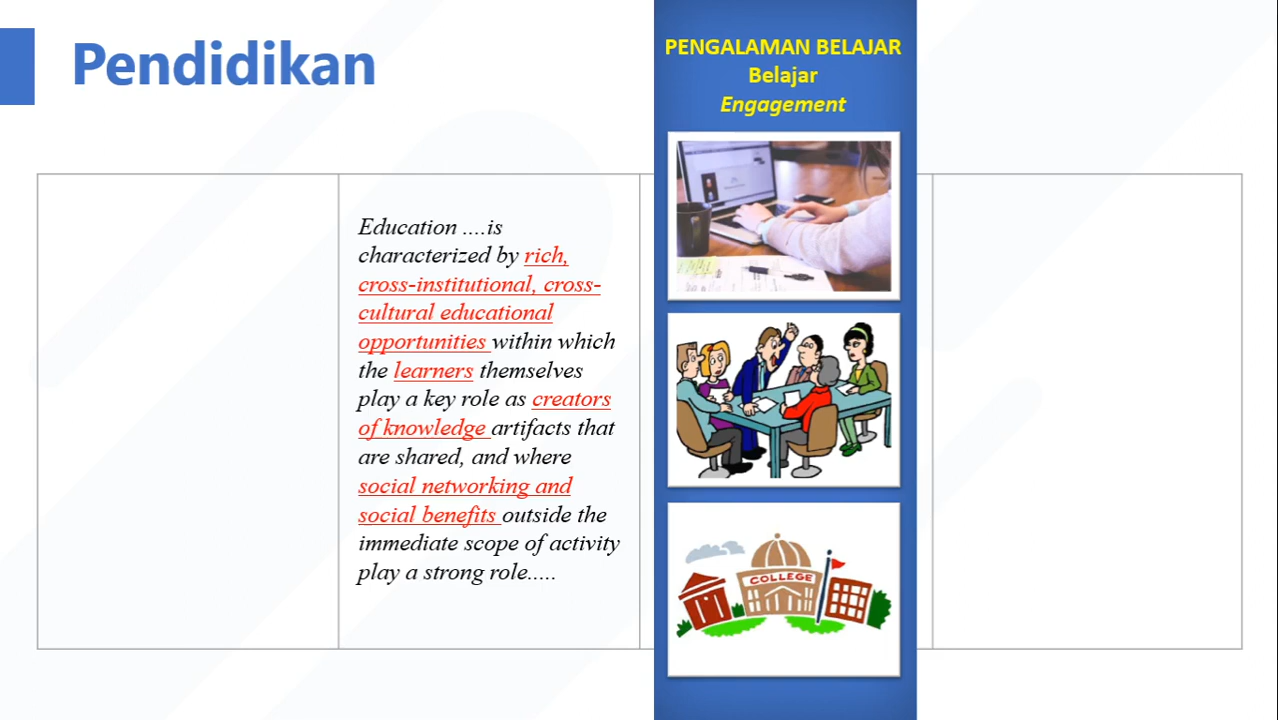 Pendidikan
Education ....is
characterized by rich,
cross-institutional, cross-
cultural educational
opportunities within which
the learners themselves
play a key role as creators
of knowledge artifacts that
are shared, and where
social networking and
social benefits outside the
immediate scope of activity
play a strong role.....
PENGALAMAN BELAJAR
Belajar
Engagement
COLLEGE